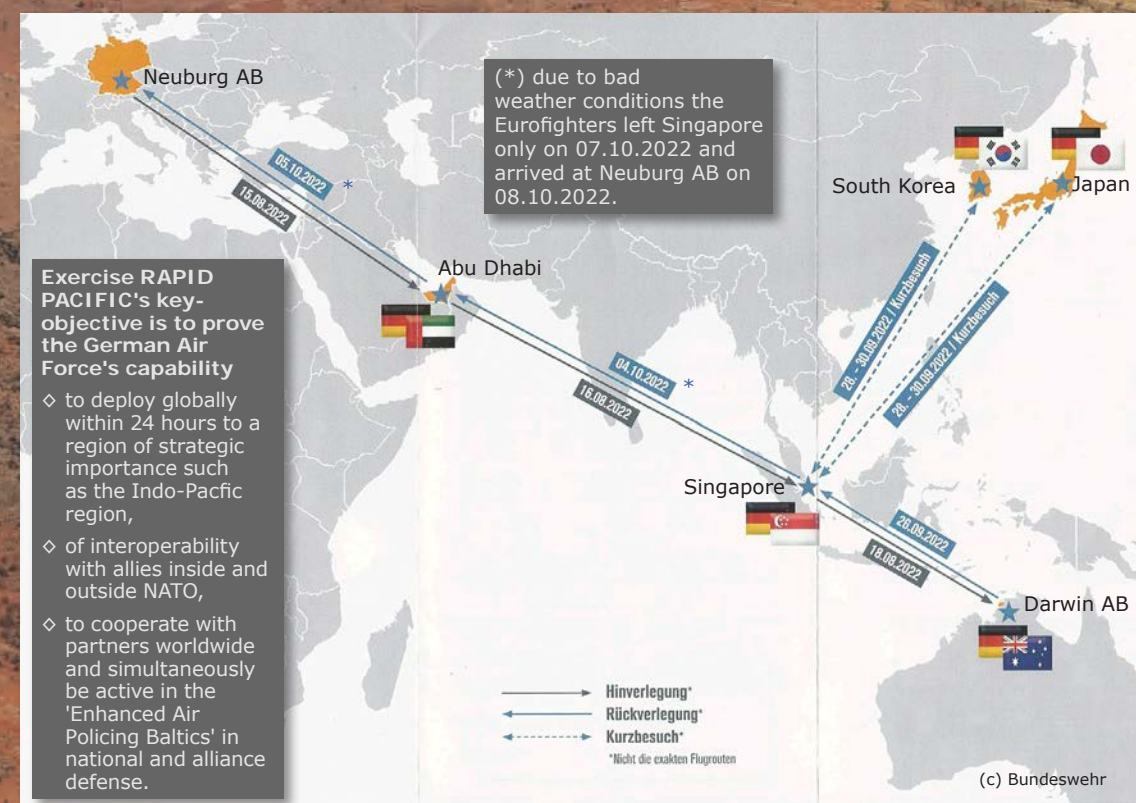 Neuburg AB
(*) due to bad
weather conditions the
Eurofighters left Singapore
only on 07.10.2022 and
arrived at Neuburg AB on
08.10.2022.
South Korea
Japan
05.10.2022 *
15.08.2022
Abu Dhabi
Exercise RAPID
PACIFIC's key-
objective is to prove
the German Air
Force's capability
◊ to deploy globally
within 24 hours to a
region of strategic
importance such
as the Indo-Pacfic
region,
◊ of interoperability
with allies inside and
outside NATO,
◊ to cooperate with
partners worldwide
and simultaneously
be active in the
'Enhanced Air
Policing Baltics' in
national and alliance
defense.
28. - 30.09.2022 / Kurzbesuch
28. - 30.09.2022 / Kurzbesuch
04.10.2022 *
16.08.2022
Singapore
26.09.2022
18.08.2022
Darwin AB
Hinverlegung*
Rückverlegung*
Kurzbesuch*
*Nicht die exakten Flugrouten
(c) Bundeswehr